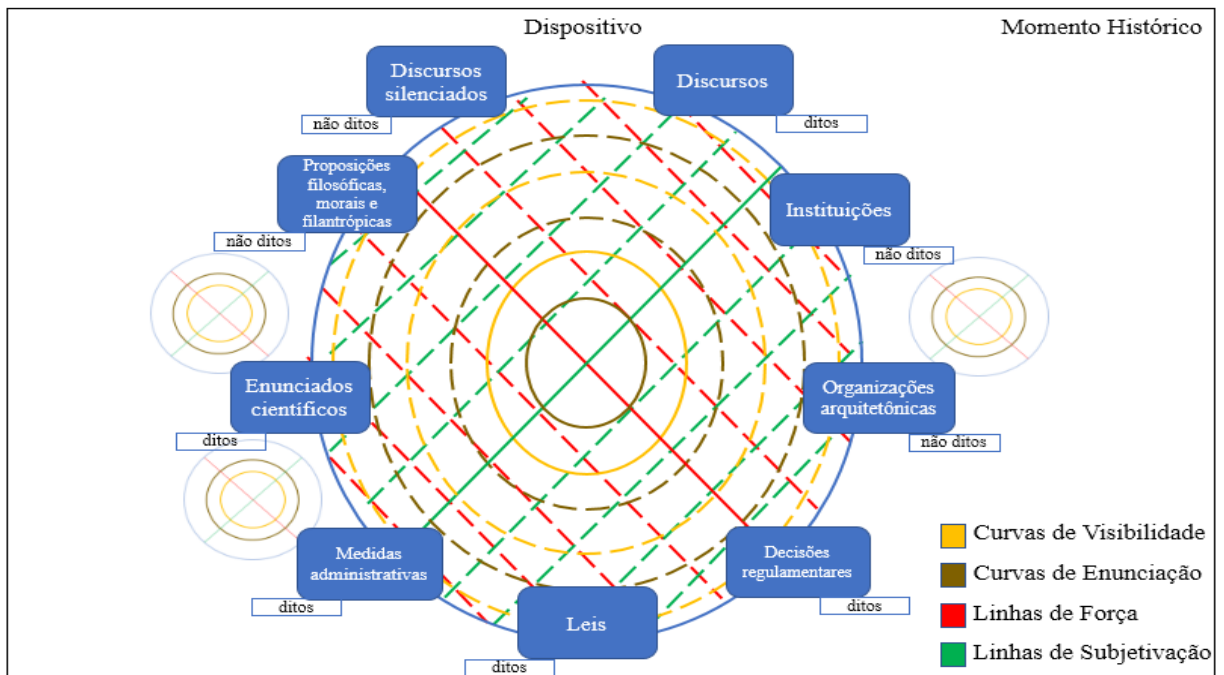 Dispositivo
Momento Histórico
Discursos
silenciados
não ditos
Discursos
ditos
Proposições
filosóficas,
morais e
filantrópicas
não ditos
Instituições
não ditos
Enunciados
científicos
ditos
Organizações
arquitetônicas
não ditos
Medidas
administrativas
ditos
Leis
ditos
Decisões
regulamentares
ditos
Curvas de Visibilidade
Curvas de Enunciação
Linhas de Força
Linhas de Subjetivação